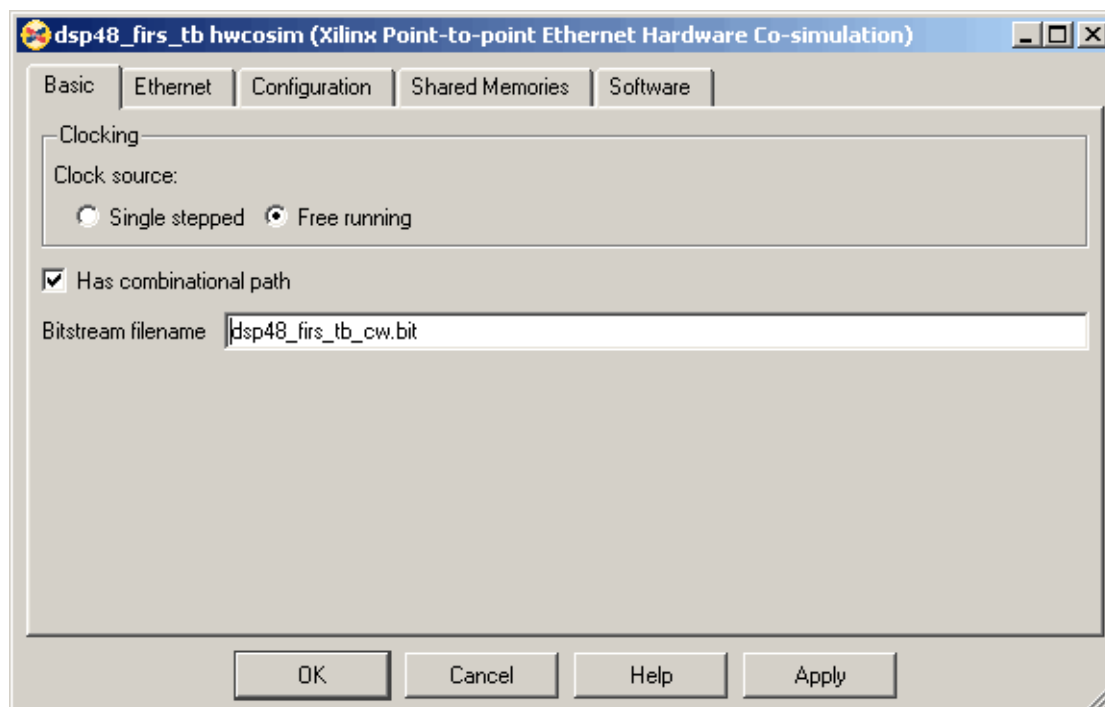 dsp48_firs_tb hwcosim (Xilinx Point-to-point Ethernet Hardware Co-simulation)
Basic Ethernet Configuration Shared Memories Software
Clocking
Clock source:
Single stepped Free running
Has combinational path
Bitstream filename dsp48_firs_tb_cw.bit
OK Cancel Help Apply